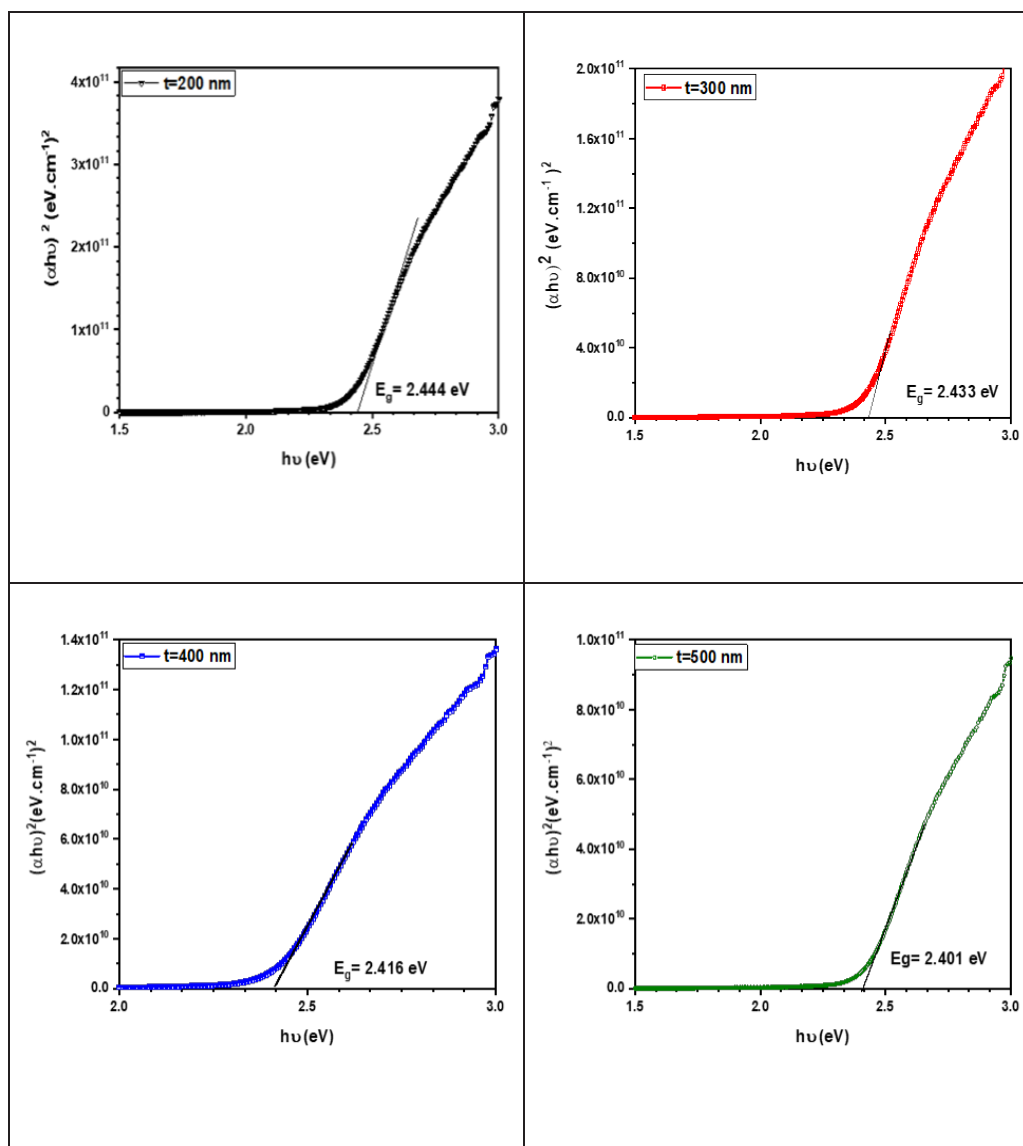 t=200 nm
4x10¹¹
3x10¹¹
2x10¹¹
1x10¹¹
0
(αhυ) ² (eV.cm⁻¹)²
E_g= 2.444 eV
1.5 2.0 2.5 3.0
hυ (eV)
t=300 nm
2.0x10¹¹
1.6x10¹¹
1.2x10¹¹
8.0x10¹⁰
4.0x10¹⁰
0.0
(αhυ)² (eV.cm⁻¹ )²
E_g= 2.433 eV
1.5 2.0 2.5 3.0
hυ (eV)
t=400 nm
1.4x10¹¹
1.2x10¹¹
1.0x10¹¹
8.0x10¹⁰
6.0x10¹⁰
4.0x10¹⁰
2.0x10¹⁰
0.0
(αhυ)²(eV.cm⁻¹)²
E_g= 2.416 eV
2.0 2.5 3.0
hυ (eV)
t=500 nm
1.0x10¹¹
8.0x10¹⁰
6.0x10¹⁰
4.0x10¹⁰
2.0x10¹⁰
0.0
(αhυ)²(eV.cm⁻¹)²
Eg= 2.401 eV
1.5 2.0 2.5 3.0
hυ (eV)